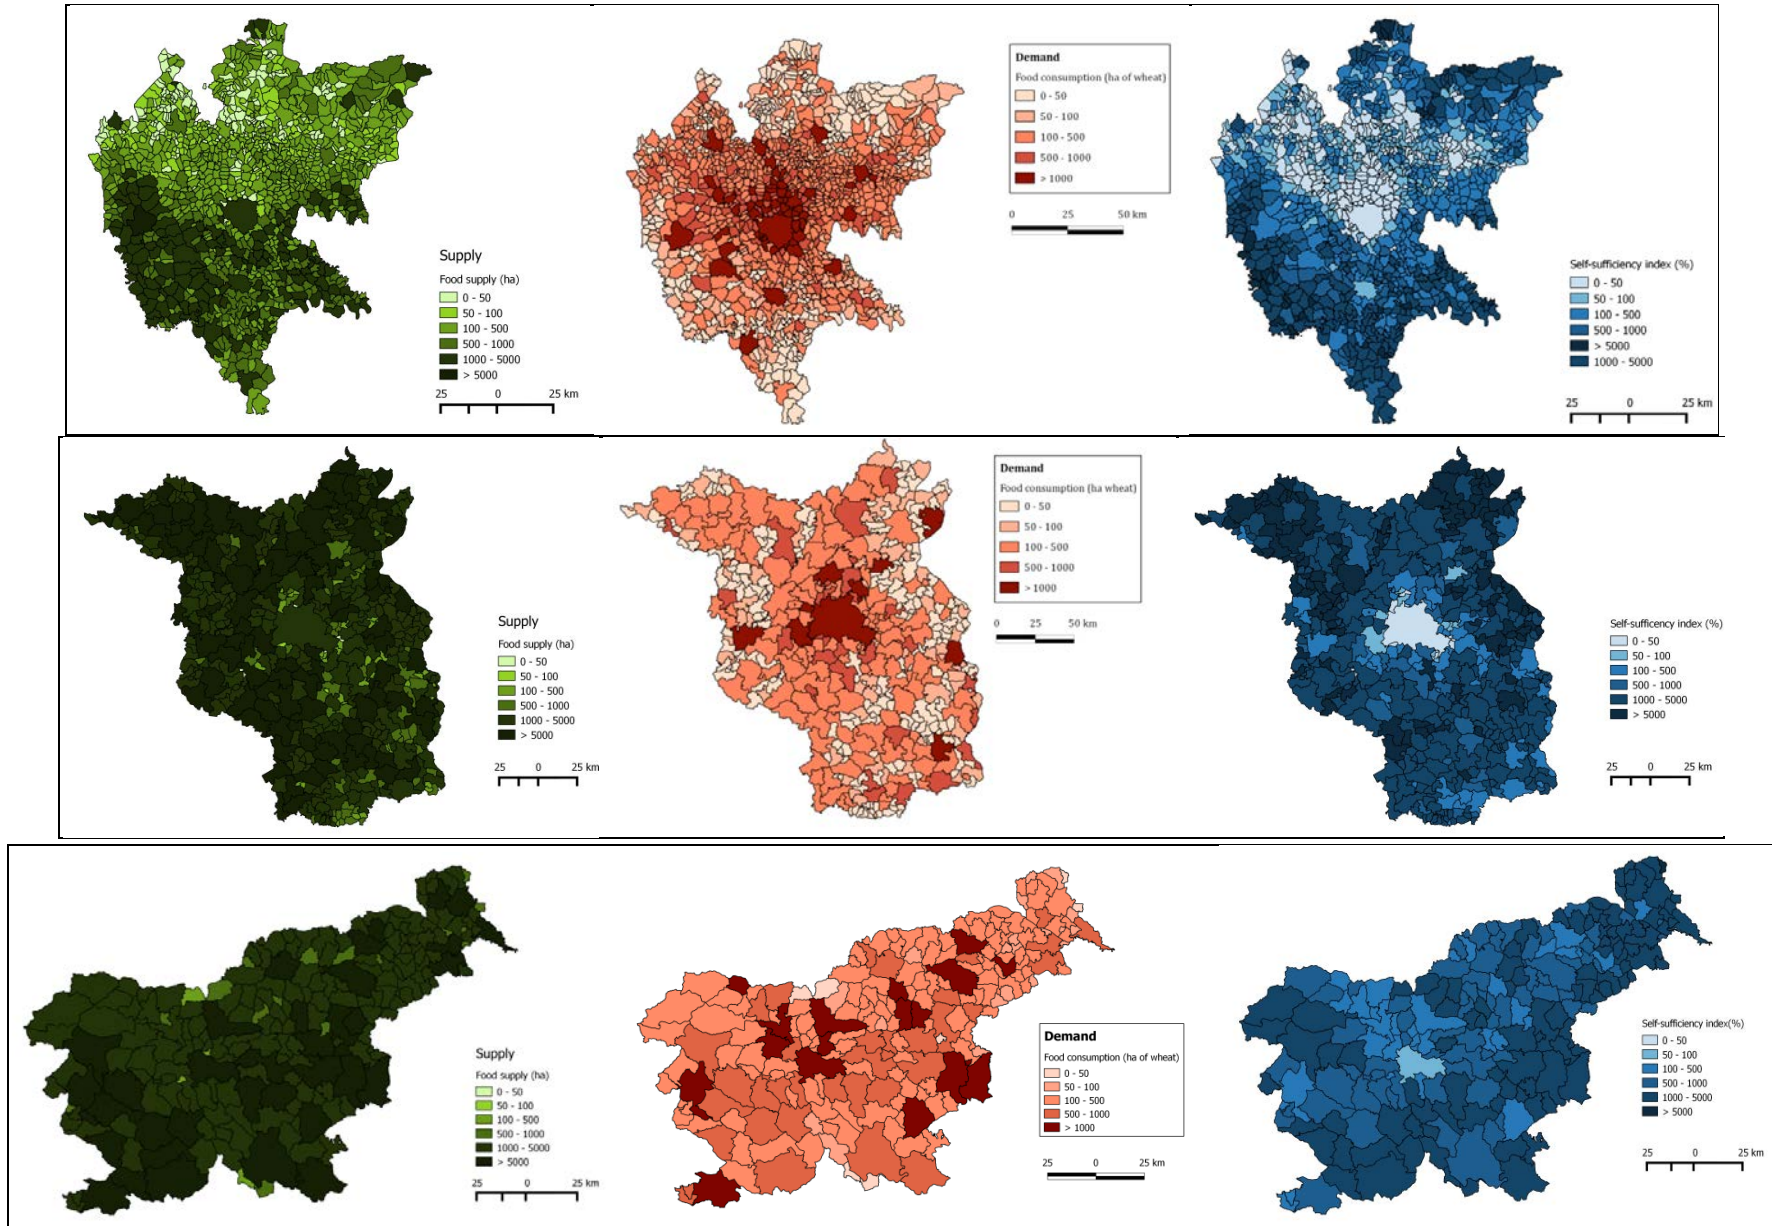 Supply
Food supply (ha)
0 - 50
50 - 100
100 - 500
500 - 1000
1000 - 5000
> 5000
25 0 25 km
Demand
Food consumption (ha of wheat)
0 - 50
50 - 100
100 - 500
500 - 1000
> 1000
0 25 50 km
Self-sufficiency index (%)
0 - 50
50 - 100
100 - 500
500 - 1000
> 5000
1000 - 5000
25 0 25 km
Supply
Food supply (ha)
0 - 50
50 - 100
100 - 500
500 - 1000
1000 - 5000
> 5000
25 0 25 km
Demand
Food consumption (ha wheat)
0 - 50
50 - 100
100 - 500
500 - 1000
> 1000
0 25 50 km
Self-sufficency index (%)
0 - 50
50 - 100
100 - 500
500 - 1000
1000 - 5000
> 5000
25 0 25 km
Supply
Food supply (ha)
0 - 50
50 - 100
100 - 500
500 - 1000
1000 - 5000
> 5000
25 0 25 km
Demand
Food consumption (ha of wheat)
0 - 50
50 - 100
100 - 500
500 - 1000
> 1000
25 0 25 km
Self-sufficiency index(%)
0 - 50
50 - 100
100 - 500
500 - 1000
1000 - 5000
> 5000
25 0 25 km